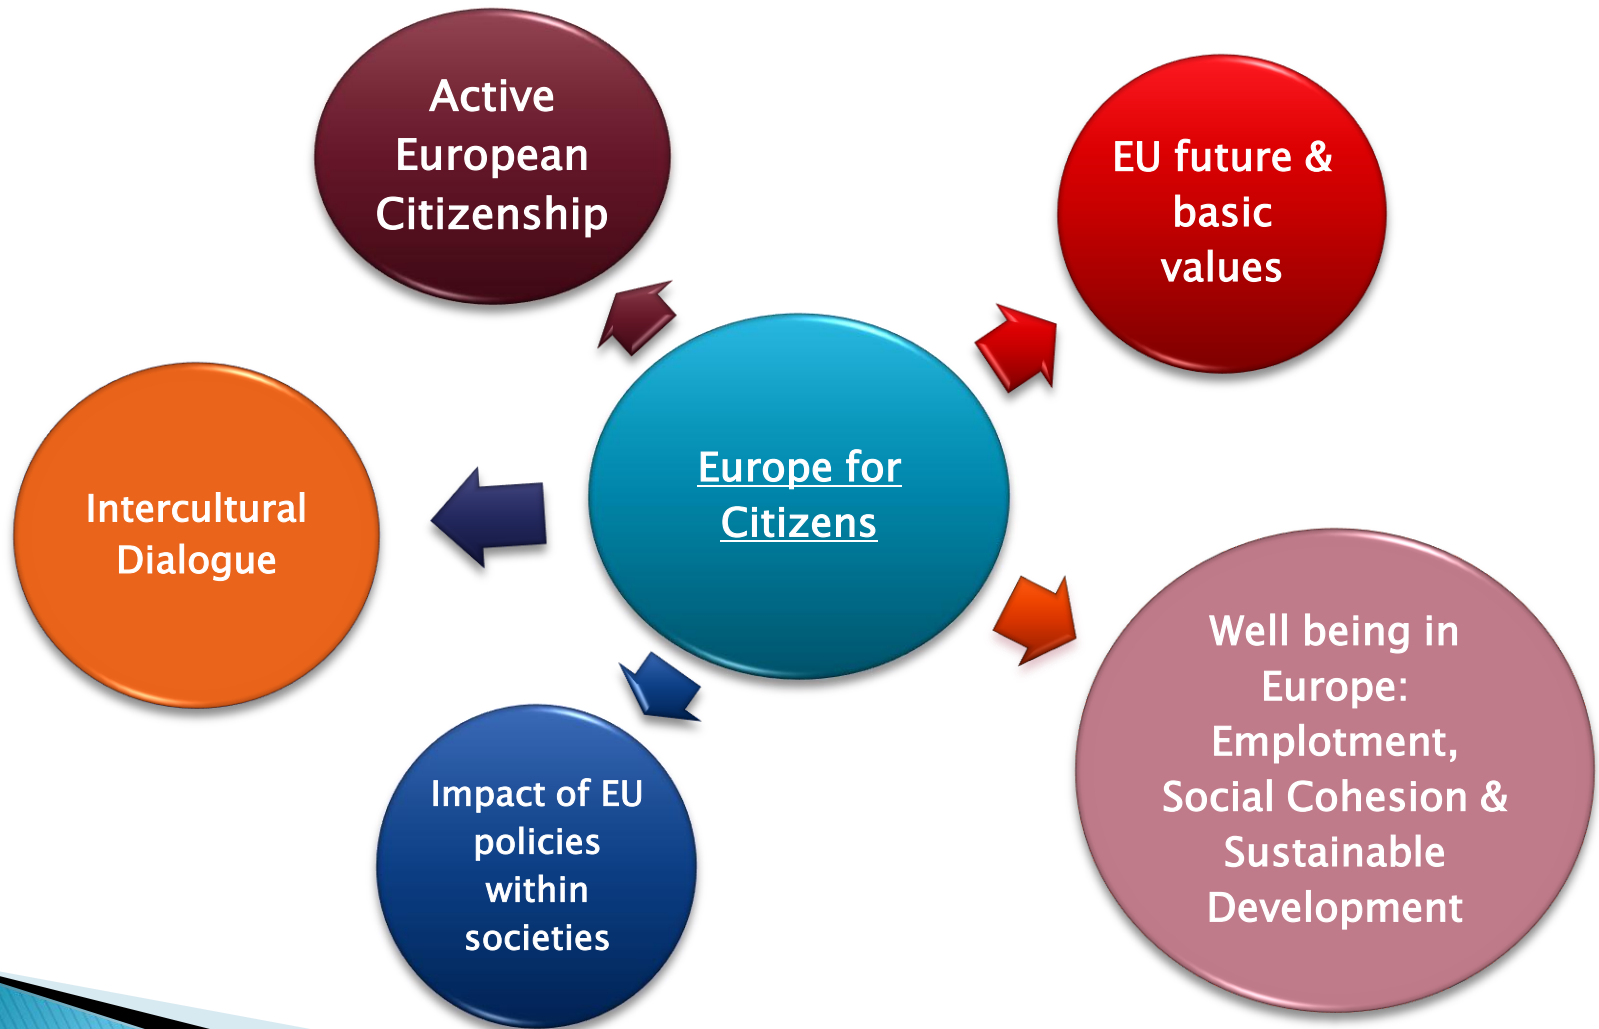 Active
European
Citizenship
EU future &
basic
values
Europe for
Citizens
Intercultural
Dialogue
Well being in
Europe:
Emplotment,
Social Cohesion &
Sustainable
Development
Impact of EU
policies
within
societies